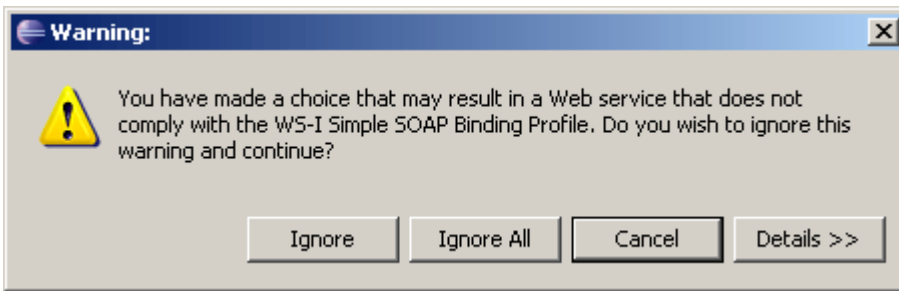 Warning:
You have made a choice that may result in a Web service that does not
comply with the WS-I Simple SOAP Binding Profile. Do you wish to ignore this
warning and continue?
Ignore Ignore All Cancel Details >>